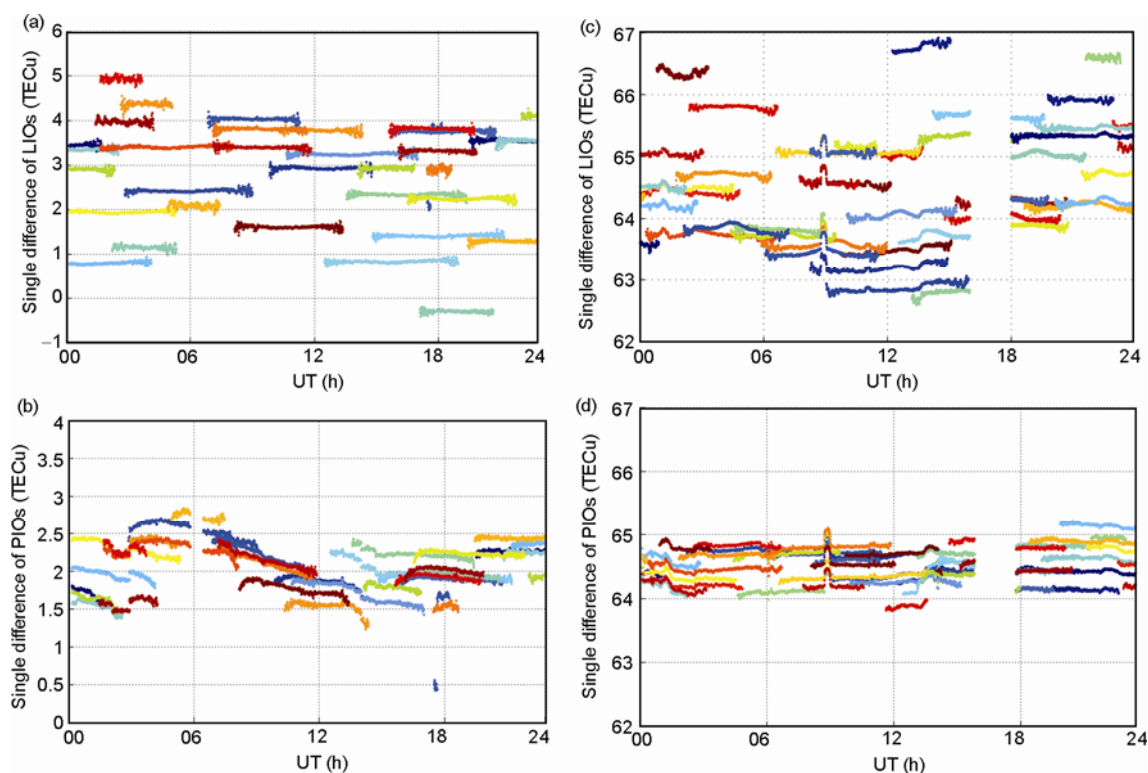 (a)
Single difference of LIOs (TECu)
6
5
4
3
2
1
0
−1
00 06 12 18 24
UT (h)
(c)
Single difference of LIOs (TECu)
67
66
65
64
63
62
00 06 12 18 24
UT (h)
(b)
Single difference of PIOs (TECu)
4
3.5
3
2.5
2
1.5
1
0.5
0
00 06 12 18 24
UT (h)
(d)
Single difference of PIOs (TECu)
67
66
65
64
63
62
00 06 12 18 24
UT (h)